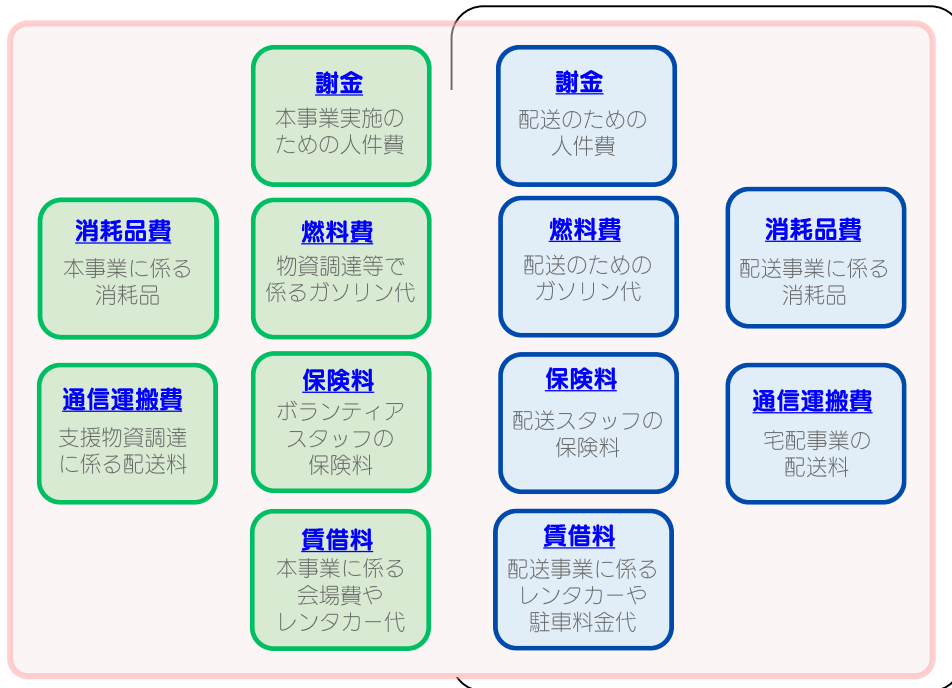 謝金
本事業実施の
ための人件費
謝金
配送のための
人件費
消耗品費
本事業に係る
消耗品
燃料費
物資調達等で
係るガソリン代
燃料費
配送のための
ガソリン代
消耗品費
配送事業に係る
消耗品
通信運搬費
支援物資調達
に係る配送料
保険料
ボランティア
スタッフの
保険料
保険料
配送スタッフの
保険料
通信運搬費
宅配事業の
配送料
賃借料
本事業に係る
会場費や
レンタカー代
賃借料
配送事業に係る
レンタカーや
駐車料金代